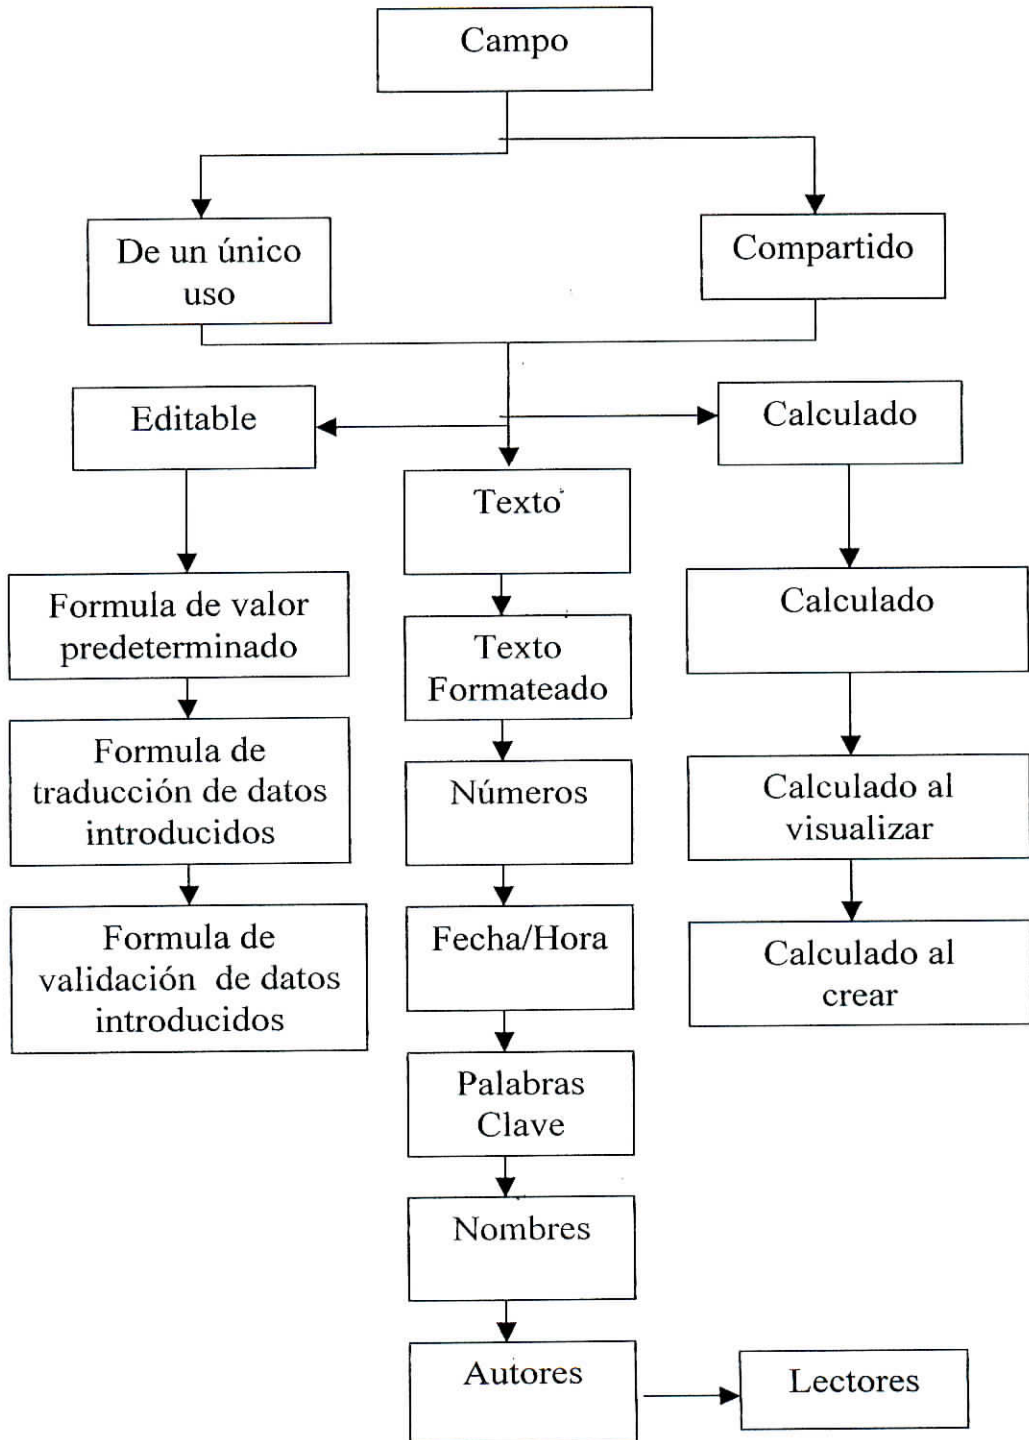 Campo
De un único
uso
Compartido
Editable
Calculado
Texto
Formula de valor
predeterminado
Calculado
Texto
Formateado
Formula de
traducción de datos
introducidos
Números
Calculado al
visualizar
Formula de
validación de datos
introducidos
Fecha/Hora
Calculado al
crear
Palabras
Clave
Nombres
Autores
Lectores